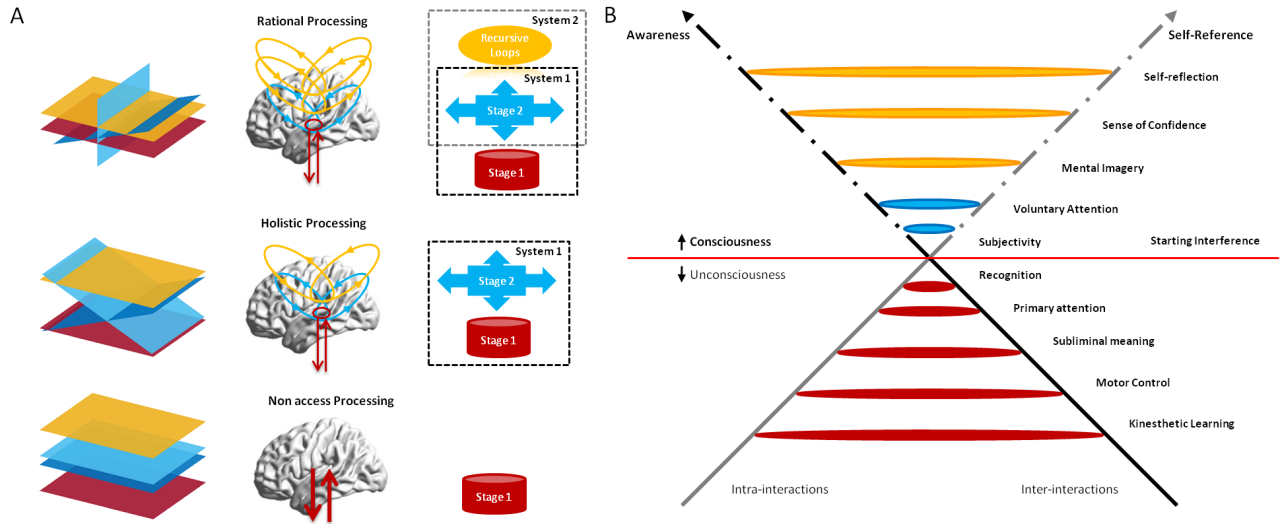 A
Rational Processing
System 2
Recursive
Loops
System 1
Stage 2
Stage 1
Holistic Processing
System 1
Stage 2
Stage 1
Non access Processing
Stage 1
B
Awareness
Self-Reference
Self-reflection
Sense of Confidence
Mental Imagery
Voluntary Attention
Consciousness
Subjectivity
Starting Interference
Unconsciousness
Recognition
Primary attention
Subliminal meaning
Motor Control
Kinesthetic Learning
Intra-interactions
Inter-interactions